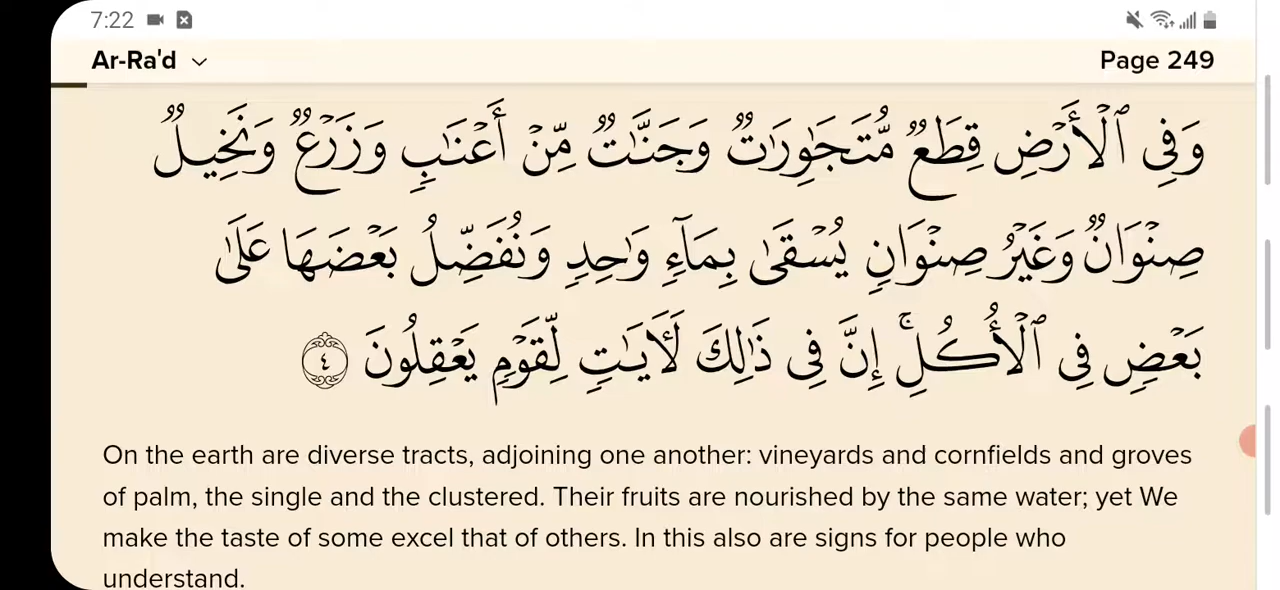 7:22
Ar-Ra'd
Page 249
وَفِى ٱلْأَرْضِ قِطَعٌ مُّتَجَـٰوِرَٰتٌ وَجَنَّـٰتٌ مِّنْ أَعْنَـٰبٍ وَزَرْعٌ وَنَخِيلٌ
صِنْوَانٌ وَغَيْرُ صِنْوَانٍ يُسْقَىٰ بِمَآءٍ وَٰحِدٍ وَنُفَضِّلُ بَعْضَهَا عَلَىٰ
بَعْضٍ فِى ٱلْأُكُلِ ۚ إِنَّ فِى ذَٰلِكَ لَـَٔايَـٰتٍ لِّقَوْمٍ يَعْقِلُونَ ٤
On the earth are diverse tracts, adjoining one another: vineyards and cornfields and groves
of palm, the single and the clustered. Their fruits are nourished by the same water; yet We
make the taste of some excel that of others. In this also are signs for people who
understand.